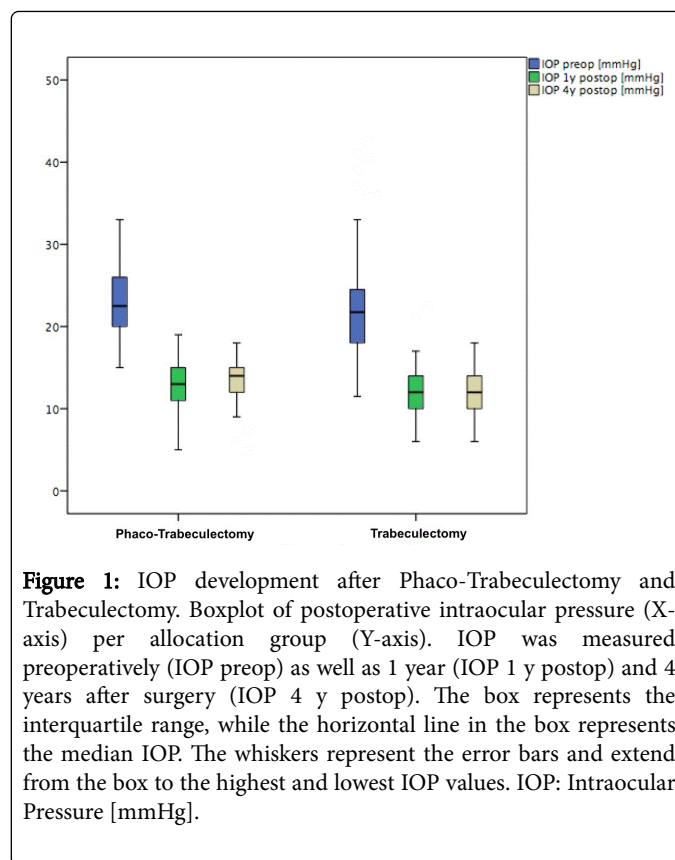 IOP preop [mmHg]
IOP 1y postop [mmHg]
IOP 4y postop [mmHg]
50
40
30
20
10
0
Phaco-Trabeculectomy Trabeculectomy
Figure 1: IOP development after Phaco-Trabeculectomy and
Trabeculectomy. Boxplot of postoperative intraocular pressure (X-
axis) per allocation group (Y-axis). IOP was measured
preoperatively (IOP preop) as well as 1 year (IOP 1 y postop) and 4
years after surgery (IOP 4 y postop). The box represents the
interquartile range, while the horizontal line in the box represents
the median IOP. The whiskers represent the error bars and extend
from the box to the highest and lowest IOP values. IOP: Intraocular
Pressure [mmHg].